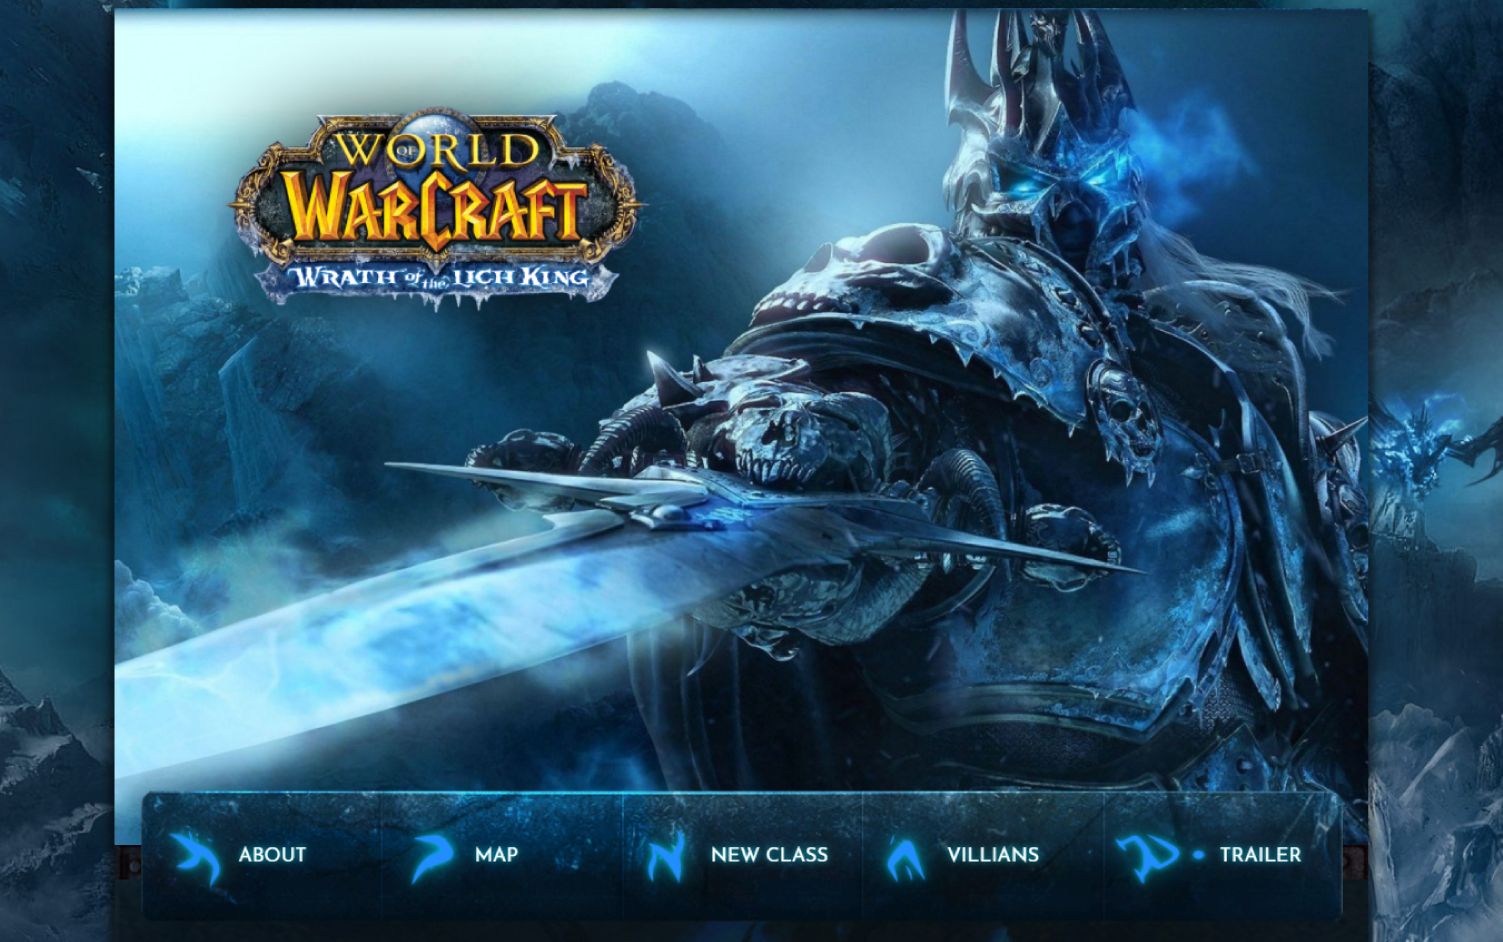 WORLD
OF
WARCRAFT
WRATH of the LICH KING
ABOUT
MAP
NEW CLASS
VILLIANS
TRAILER